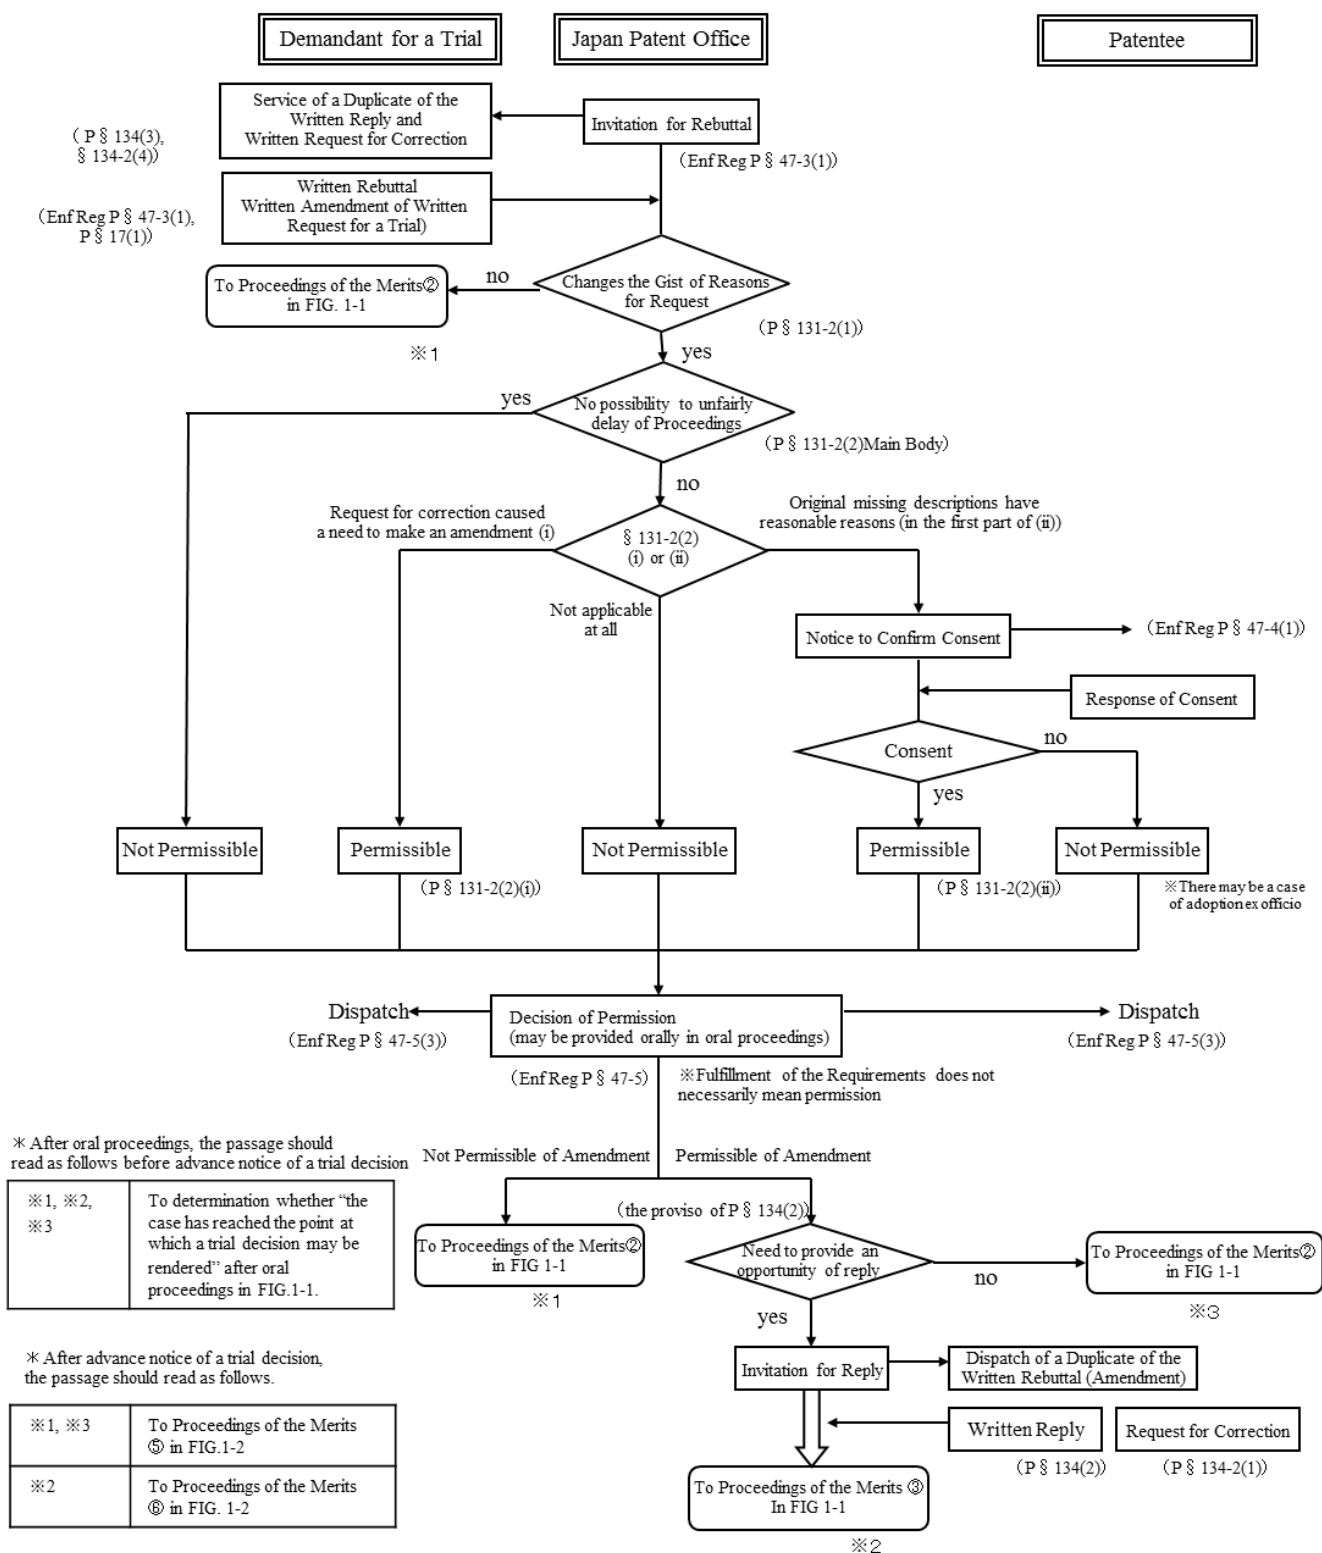 Demandant for a Trial
Japan Patent Office
Patentee
Service of a Duplicate of the
Written Reply and
Written Request for Correction
(P§134(3),
§134-2(4))
Invitation for Rebuttal
(Enf Reg P§47-3(1))
Written Rebuttal
Written Amendment of Written
Request for a Trial)
(Enf Reg P§47-3(1),
P§17(1))
Changes the Gist of Reasons
for Request
(P§131-2(1))
no
To Proceedings of the Merits②
in FIG. 1-1
※1
yes
No possibility to unfairly
delay of Proceedings
(P§131-2(2)Main Body)
yes
no
Request for correction caused
a need to make an amendment (i)
§131-2(2)
(i) or (ii)
Original missing descriptions have
reasonable reasons (in the first part of (ii))
Not applicable
at all
Notice to Confirm Consent
(Enf Reg P§47-4(1))
Response of Consent
Consent
no
yes
Not Permissible
Permissible
Not Permissible
Permissible
Not Permissible
(P§131-2(2)(i))
(P§131-2(2)(ii))
※There may be a case
of adoption ex officio
Dispatch
(Enf Reg P§47-5(3))
Decision of Permission
(may be provided orally in oral proceedings)
Dispatch
(Enf Reg P§47-5(3))
(Enf Reg P§47-5)
※Fulfillment of the Requirements does not
necessarily mean permission
Not Permissible of Amendment
Permissible of Amendment
(the proviso of P§134(2))
To Proceedings of the Merits②
in FIG 1-1
※1
Need to provide an
opportunity of reply
no
To Proceedings of the Merits②
in FIG 1-1
※3
yes
Invitation for Reply
Dispatch of a Duplicate of the
Written Rebuttal (Amendment)
Written Reply
(P§134(2))
Request for Correction
(P§134-2(1))
To Proceedings of the Merits ③
In FIG 1-1
※2
* After oral proceedings, the passage should
read as follows before advance notice of a trial decision
※1, ※2,
※3
To determination whether “the
case has reached the point at
which a trial decision may be
rendered” after oral
proceedings in FIG.1-1.
* After advance notice of a trial decision,
the passage should read as follows.
※1, ※3
To Proceedings of the Merits
⑤ in FIG.1-2
※2
To Proceedings of the Merits
⑥ in FIG. 1-2